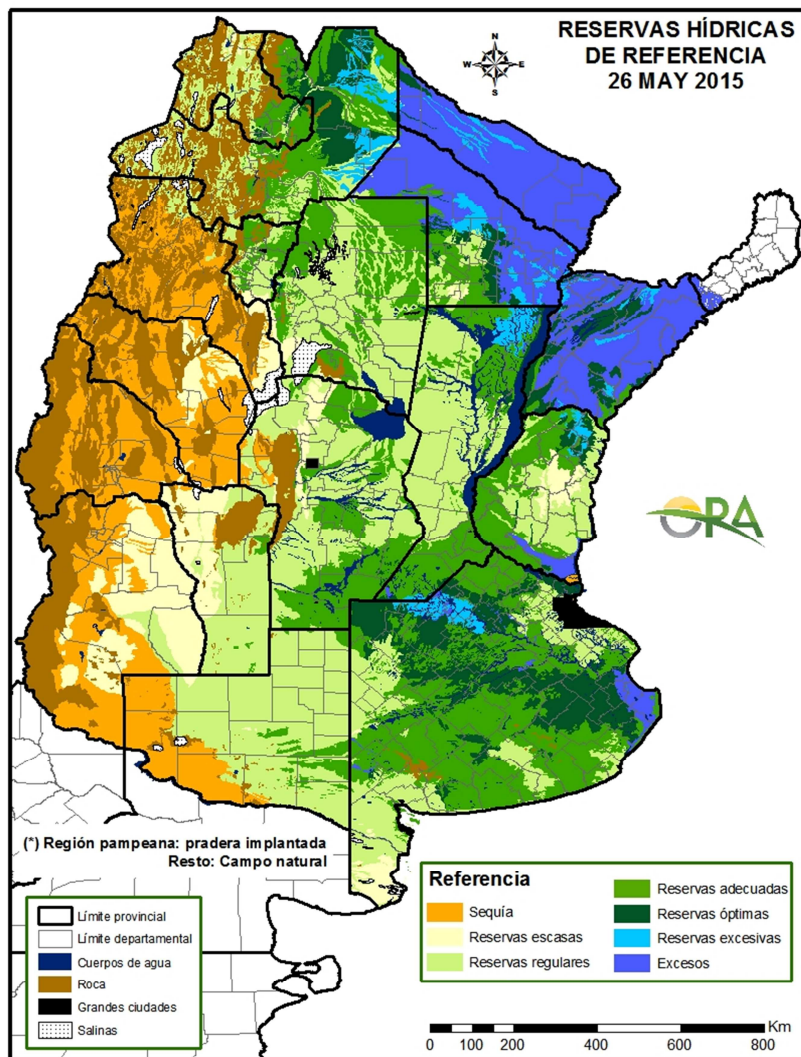 RESERVAS HÍDRICAS
DE REFERENCIA
26 MAY 2015
N
W E
S
ORA
(*) Región pampeana: pradera implantada
Resto: Campo natural
Límite provincial
Límite departamental
Cuerpos de agua
Roca
Grandes ciudades
Salinas
Referencia
Sequía
Reservas escasas
Reservas regulares
Reservas adecuadas
Reservas óptimas
Reservas excesivas
Excesos
Km
0 100 200 400 600 800